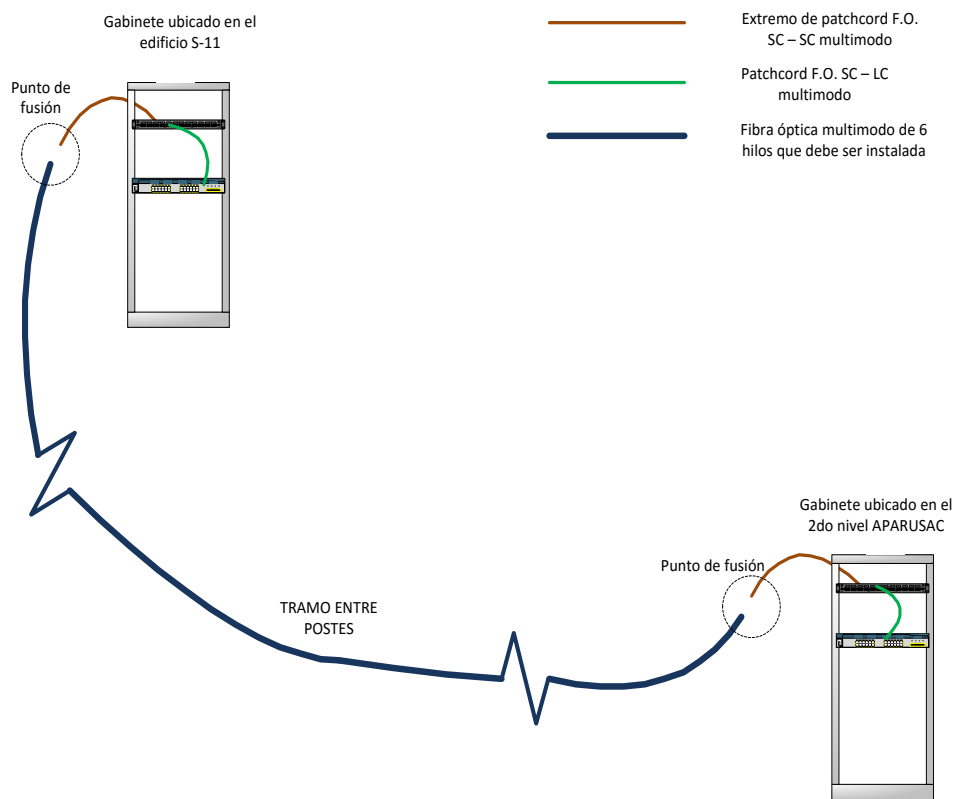 Gabinete ubicado en el
edificio S-11
Extremo de patchcord F.O.
SC – SC multimodo
Punto de
fusión
Patchcord F.O. SC – LC
multimodo
Fibra óptica multimodo de 6
hilos que debe ser instalada
Gabinete ubicado en el
2do nivel APARUSAC
Punto de fusión
TRAMO ENTRE
POSTES